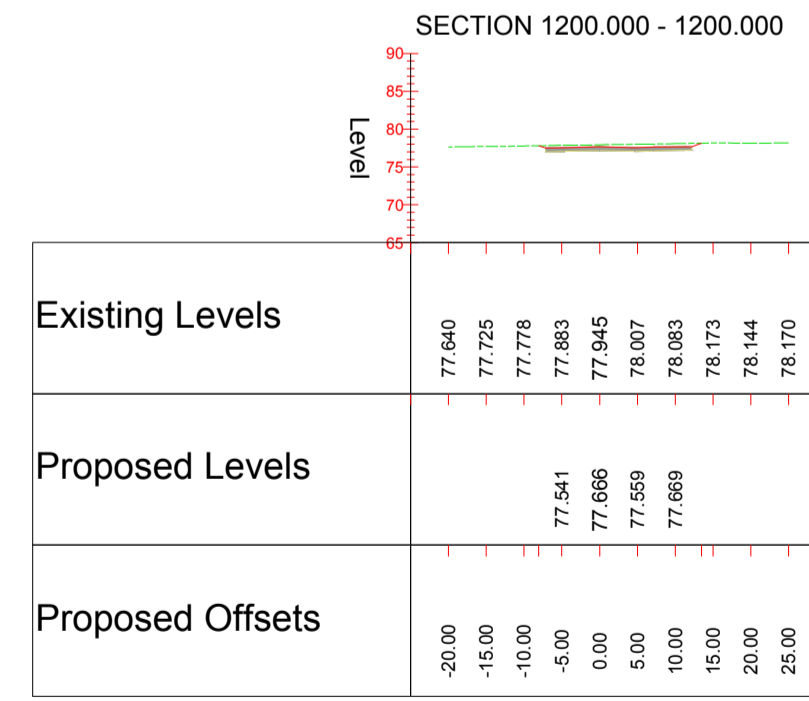 SECTION 1200.000 - 1200.000
90
85
80
75
70
65
Level
Existing Levels
77.640 77.725 77.778 77.883 77.945 78.007 78.083 78.173 78.144 78.170
Proposed Levels
77.541 77.666 77.559 77.669
Proposed Offsets
-20.00 -15.00 -10.00 -5.00 0.00 5.00 10.00 15.00 20.00 25.00